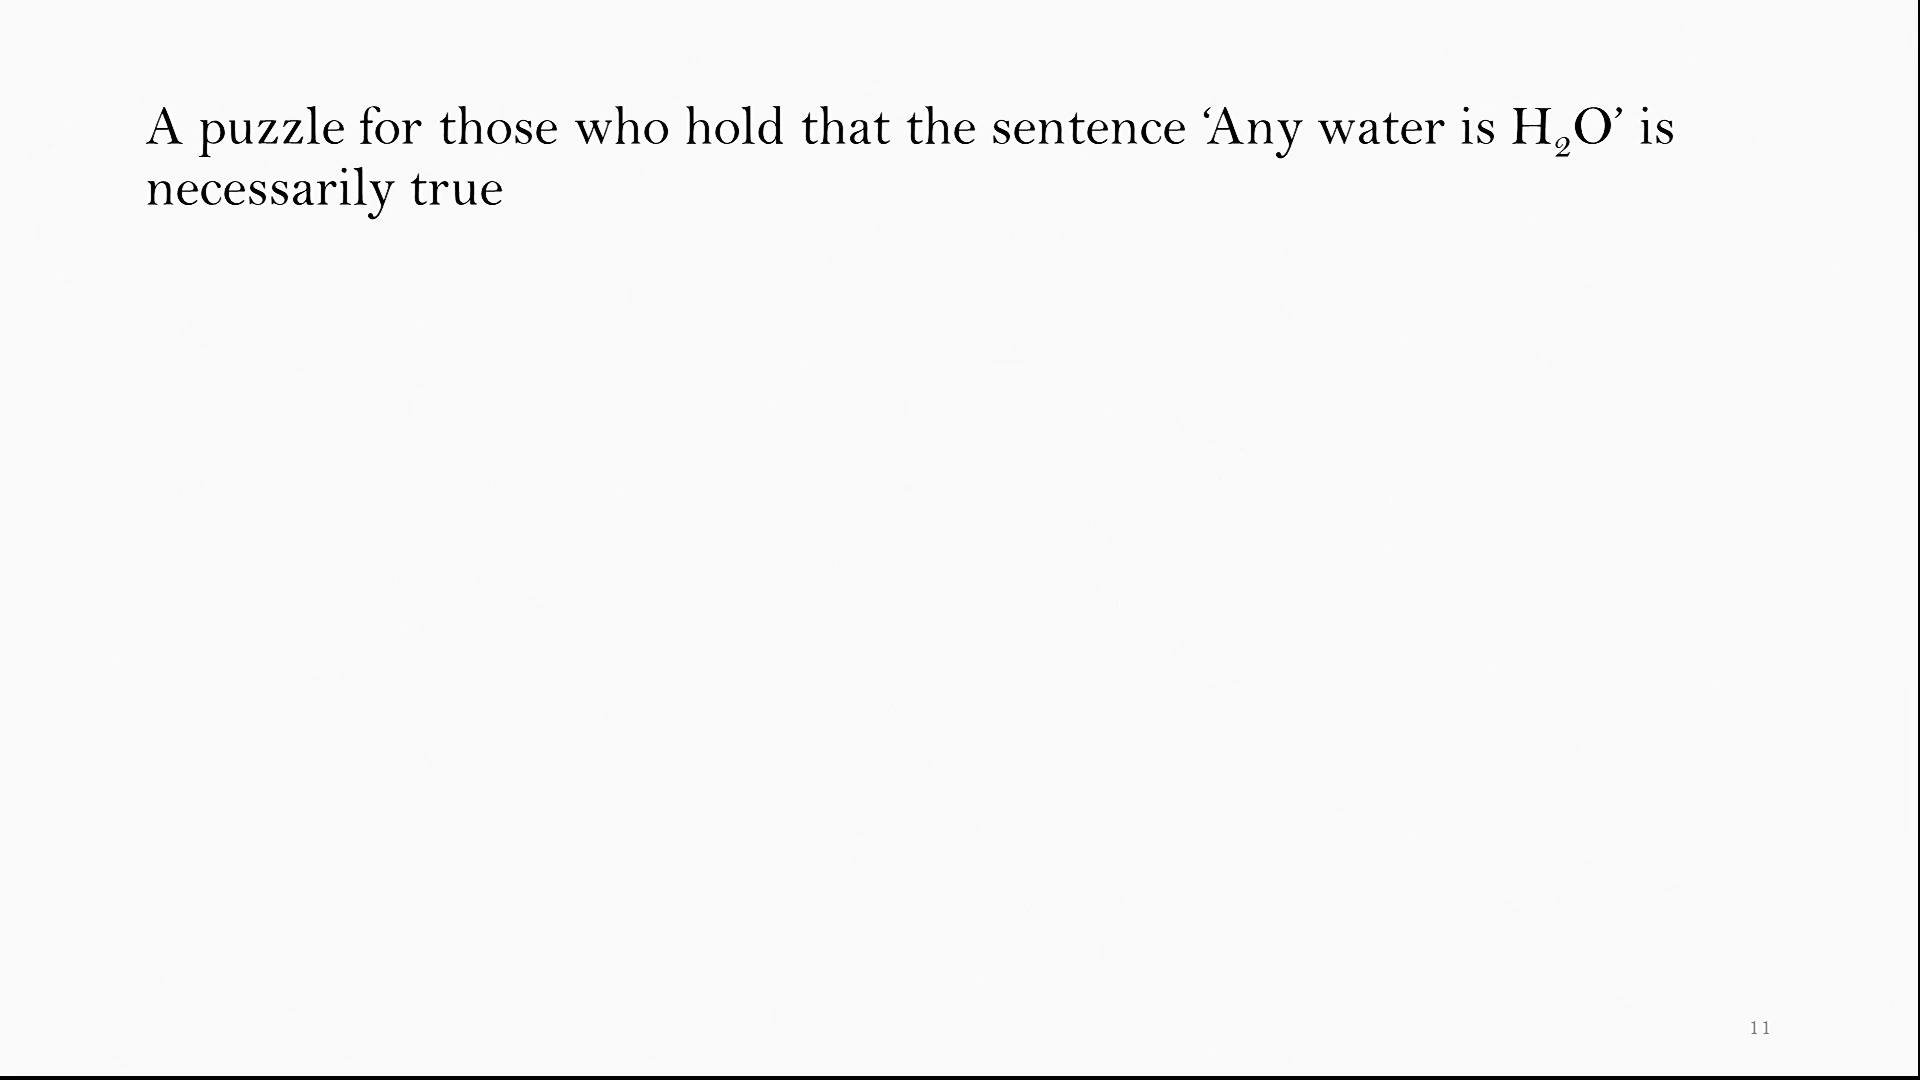 A puzzle for those who hold that the sentence ‘Any water is H₂O’ is
necessarily true
11